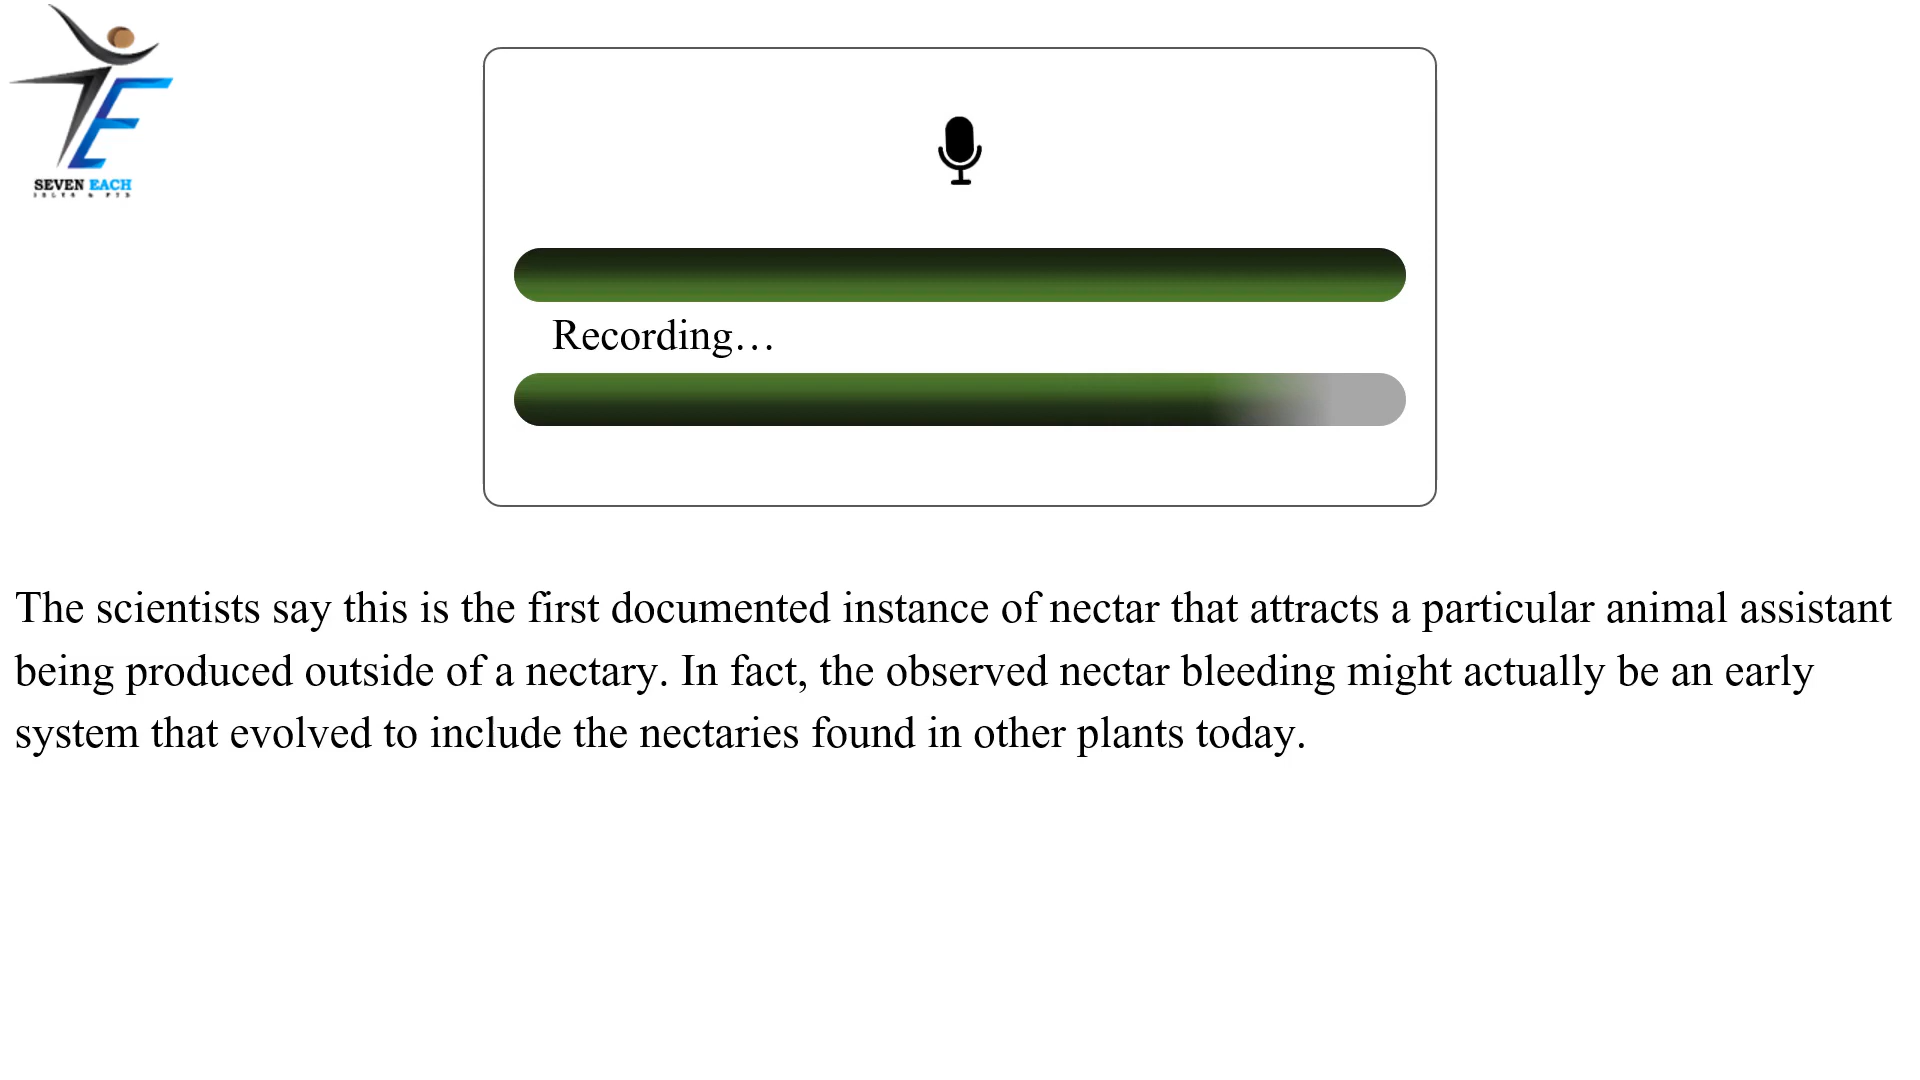 SEVEN EACH
IELTS & PTE
Recording…
The scientists say this is the first documented instance of nectar that attracts a particular animal assistant
being produced outside of a nectary. In fact, the observed nectar bleeding might actually be an early
system that evolved to include the nectaries found in other plants today.